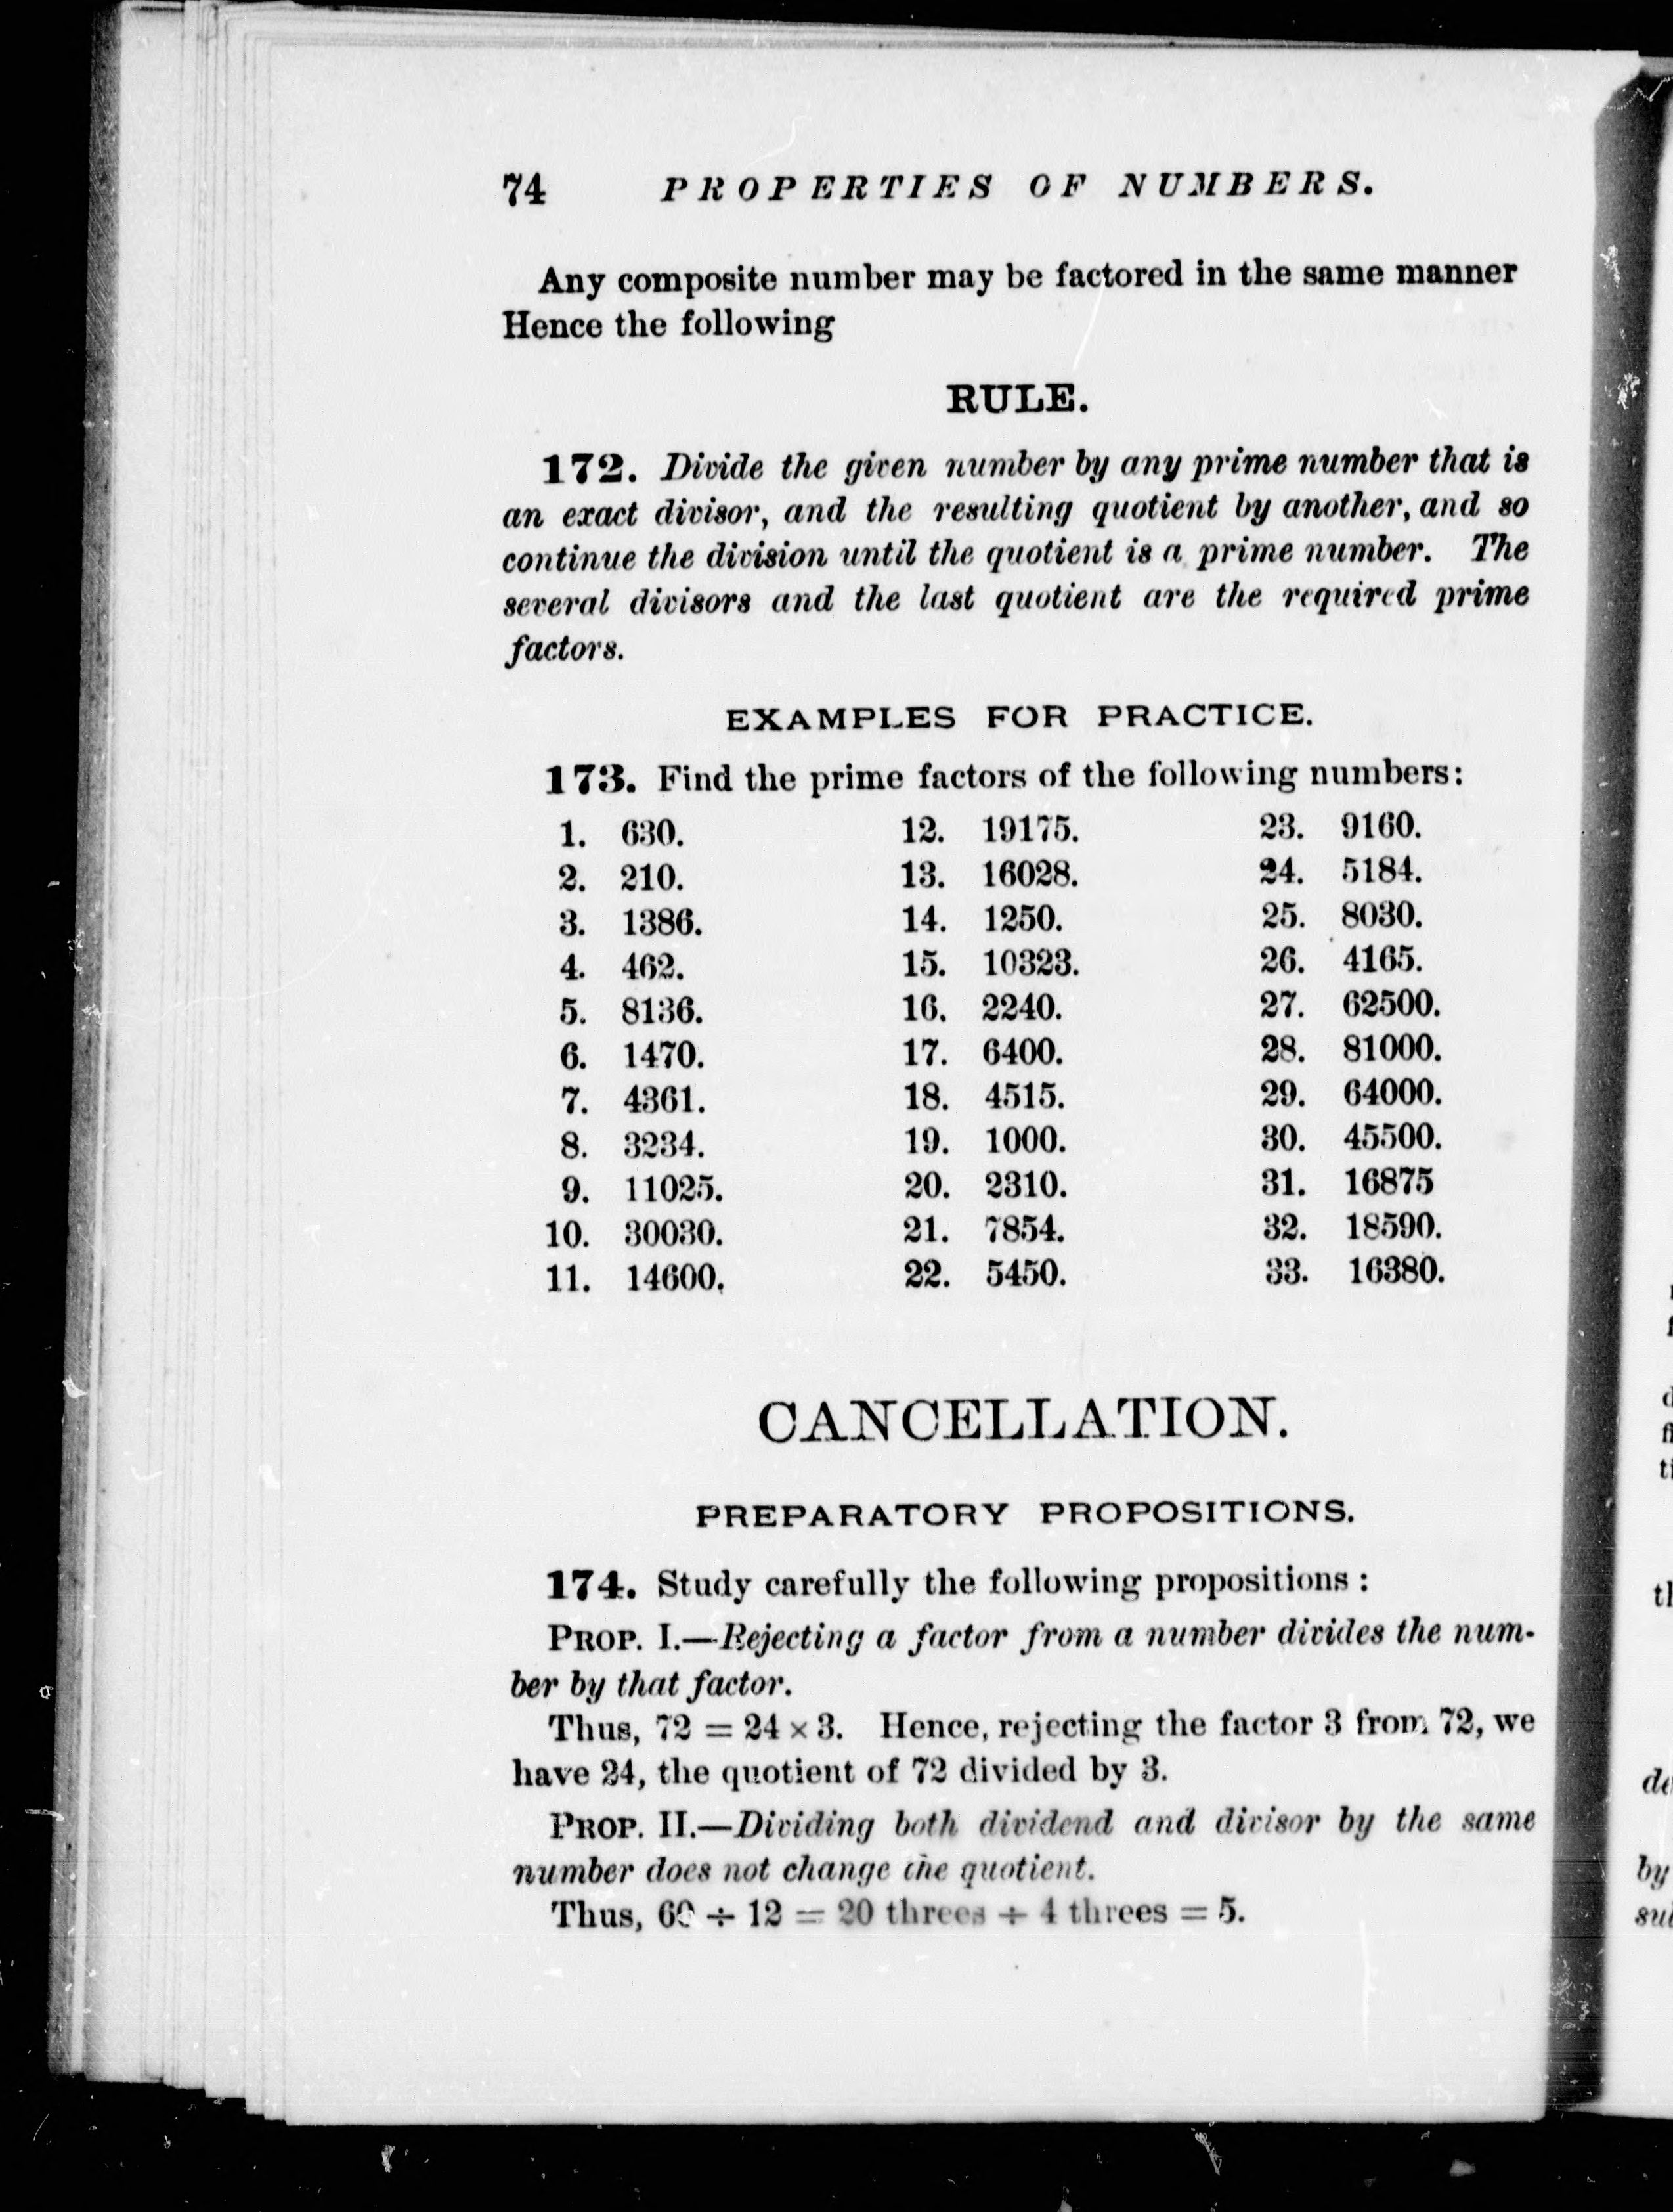 74 PROPERTIES OF NUMBERS.
Any composite number may be factored in the same manner
Hence the following
RULE.
172. Divide the given number by any prime number that is
an exact divisor, and the resulting quotient by another, and so
continue the division until the quotient is a prime number. The
several divisors and the last quotient are the required prime
factors.
EXAMPLES FOR PRACTICE.
173. Find the prime factors of the following numbers:
1. 630. 12. 19175. 23. 9160.
2. 210. 13. 16028. 24. 5184.
3. 1386. 14. 1250. 25. 8030.
4. 462. 15. 10323. 26. 4165.
5. 8136. 16. 2240. 27. 62500.
6. 1470. 17. 6400. 28. 81000.
7. 4361. 18. 4515. 29. 64000.
8. 3234. 19. 1000. 30. 45500.
9. 11025. 20. 2310. 31. 16875
10. 30030. 21. 7854. 32. 18590.
11. 14600. 22. 5450. 33. 16380.
CANCELLATION.
PREPARATORY PROPOSITIONS.
174. Study carefully the following propositions :
PROP. I.—Rejecting a factor from a number divides the num-
ber by that factor.
Thus, 72 = 24 × 3. Hence, rejecting the factor 3 from 72, we
have 24, the quotient of 72 divided by 3.
PROP. II.—Dividing both dividend and divisor by the same
number does not change the quotient.
Thus, 60 ÷ 12 = 20 threes ÷ 4 threes = 5.